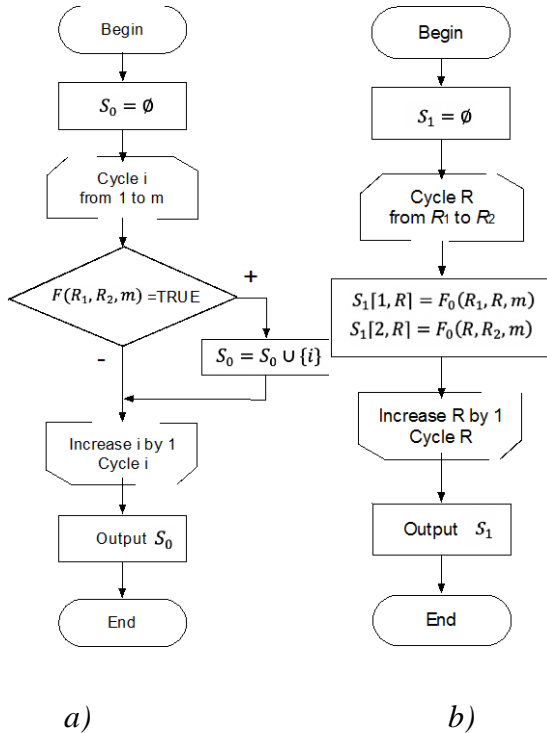 Begin
S₀ = ∅
Cycle i
from 1 to m
F(R₁, R₂, m) =TRUE
+
-
S₀ = S₀ ∪ {i}
Increase i by 1
Cycle i
Output S₀
End
a)
Begin
S₁ = ∅
Cycle R
from R₁ to R₂
S₁⌈1, R⌉ = F₀(R₁, R, m)
S₁⌈2, R⌉ = F₀(R, R₂, m)
Increase R by 1
Cycle R
Output S₁
End
b)